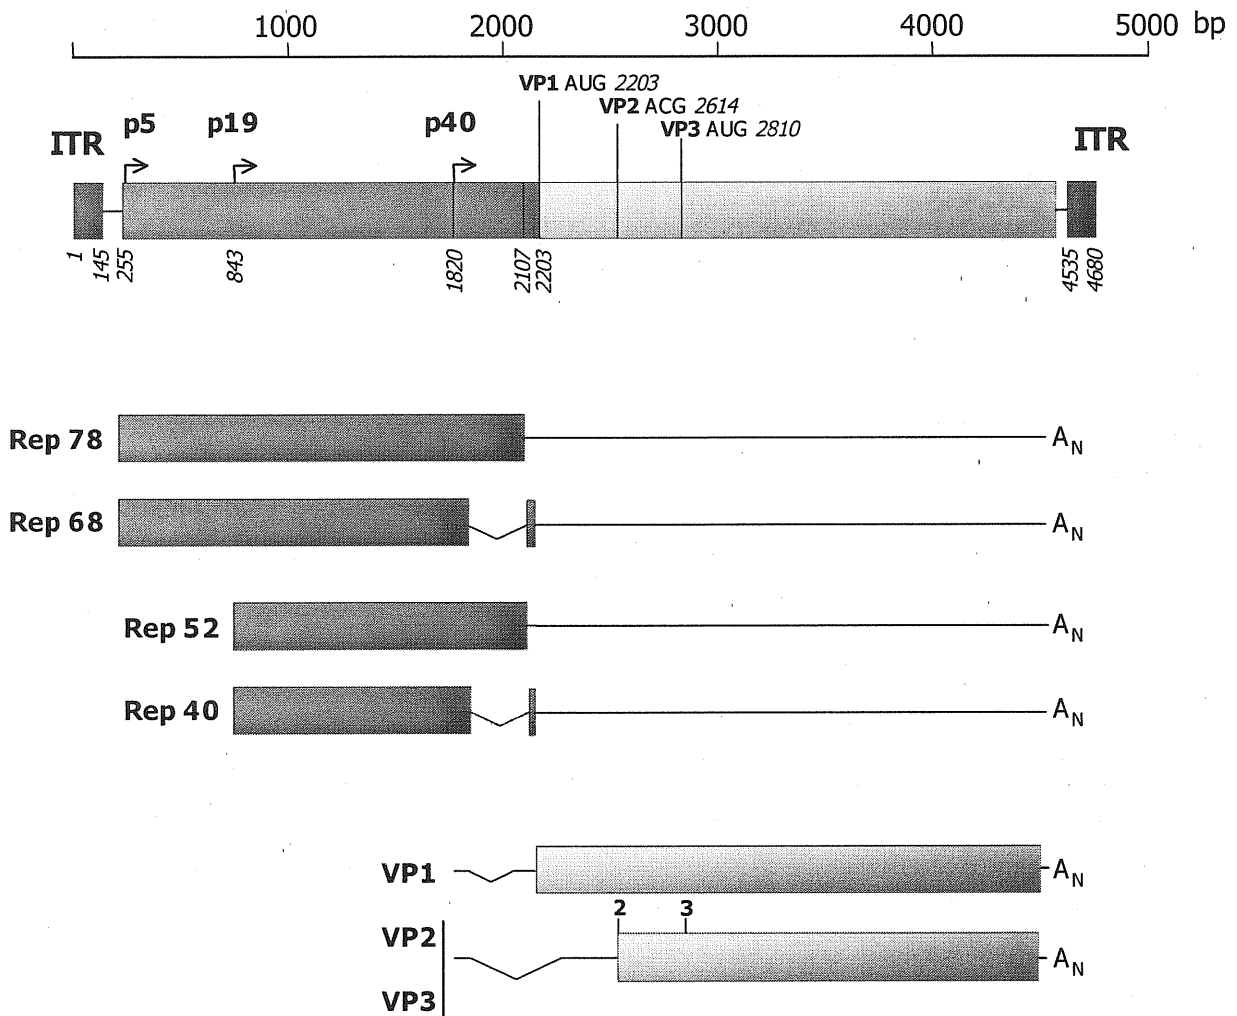 1000 2000 3000 4000 5000 bp
VP1 AUG 2203
VP2 ACG 2614
VP3 AUG 2810
ITR p5 p19 p40 ITR
1 145 255 843 1820 2107 2203 4535 4680
Rep 78 AN
Rep 68 AN
Rep 52 AN
Rep 40 AN
VP1 AN
2 3
VP2 AN
VP3